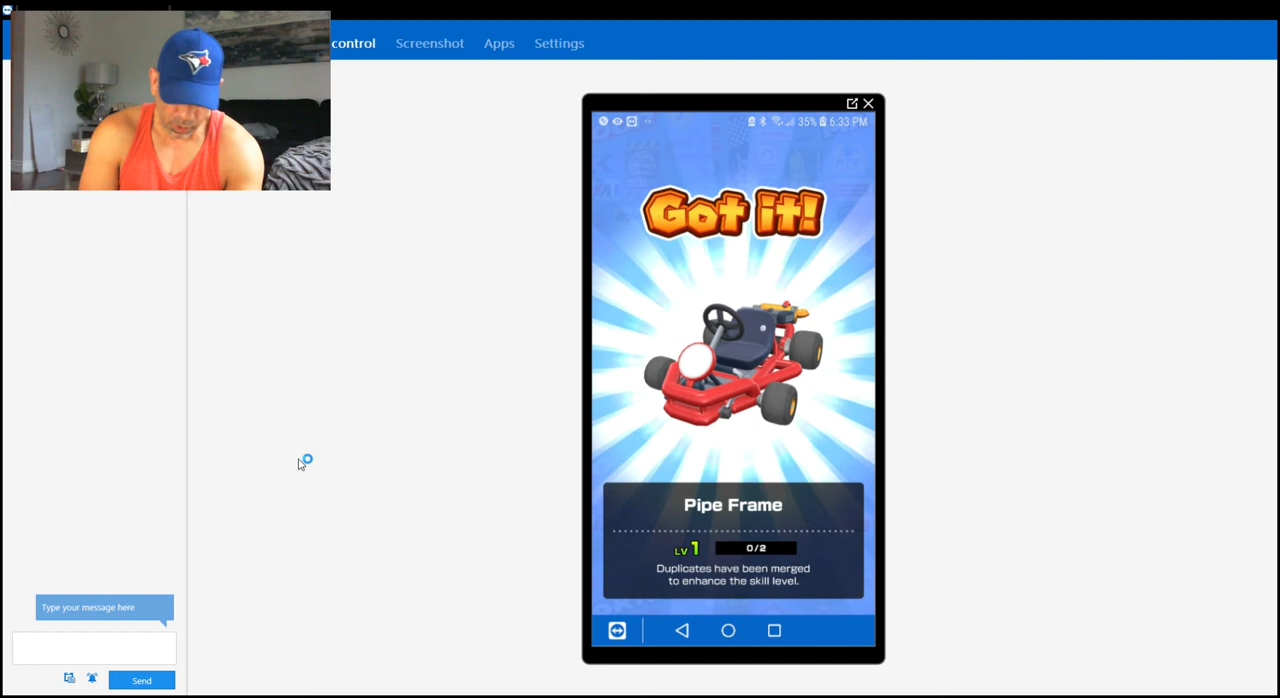 control Screenshot Apps Settings
35% 6:33 PM
Got it!
Pipe Frame
LV 1 0/2
Duplicates have been merged
to enhance the skill level.
Type your message here
Send